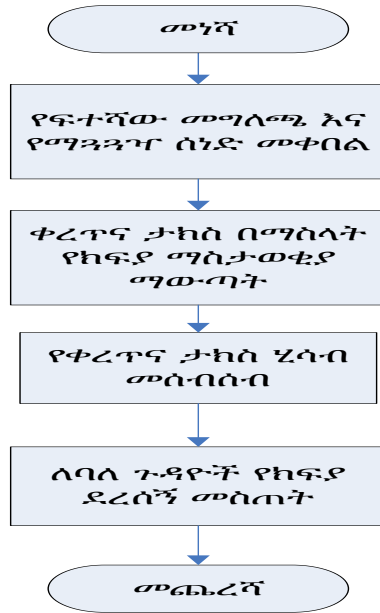 መነሻ
የፍተሻው መግለጫ እና
የማጓጓዣ ሰነድ መቀበል
ቀረጥና ታክስ በማስላት
የክፍያ ማስታወቂያ
ማውጣት
የቀረጥና ታክስ ሂሳብ
መሰብሰብ
ለባለ ጉዳዮች የክፍያ
ደረሰኝ መስጠት
መጨረሻ